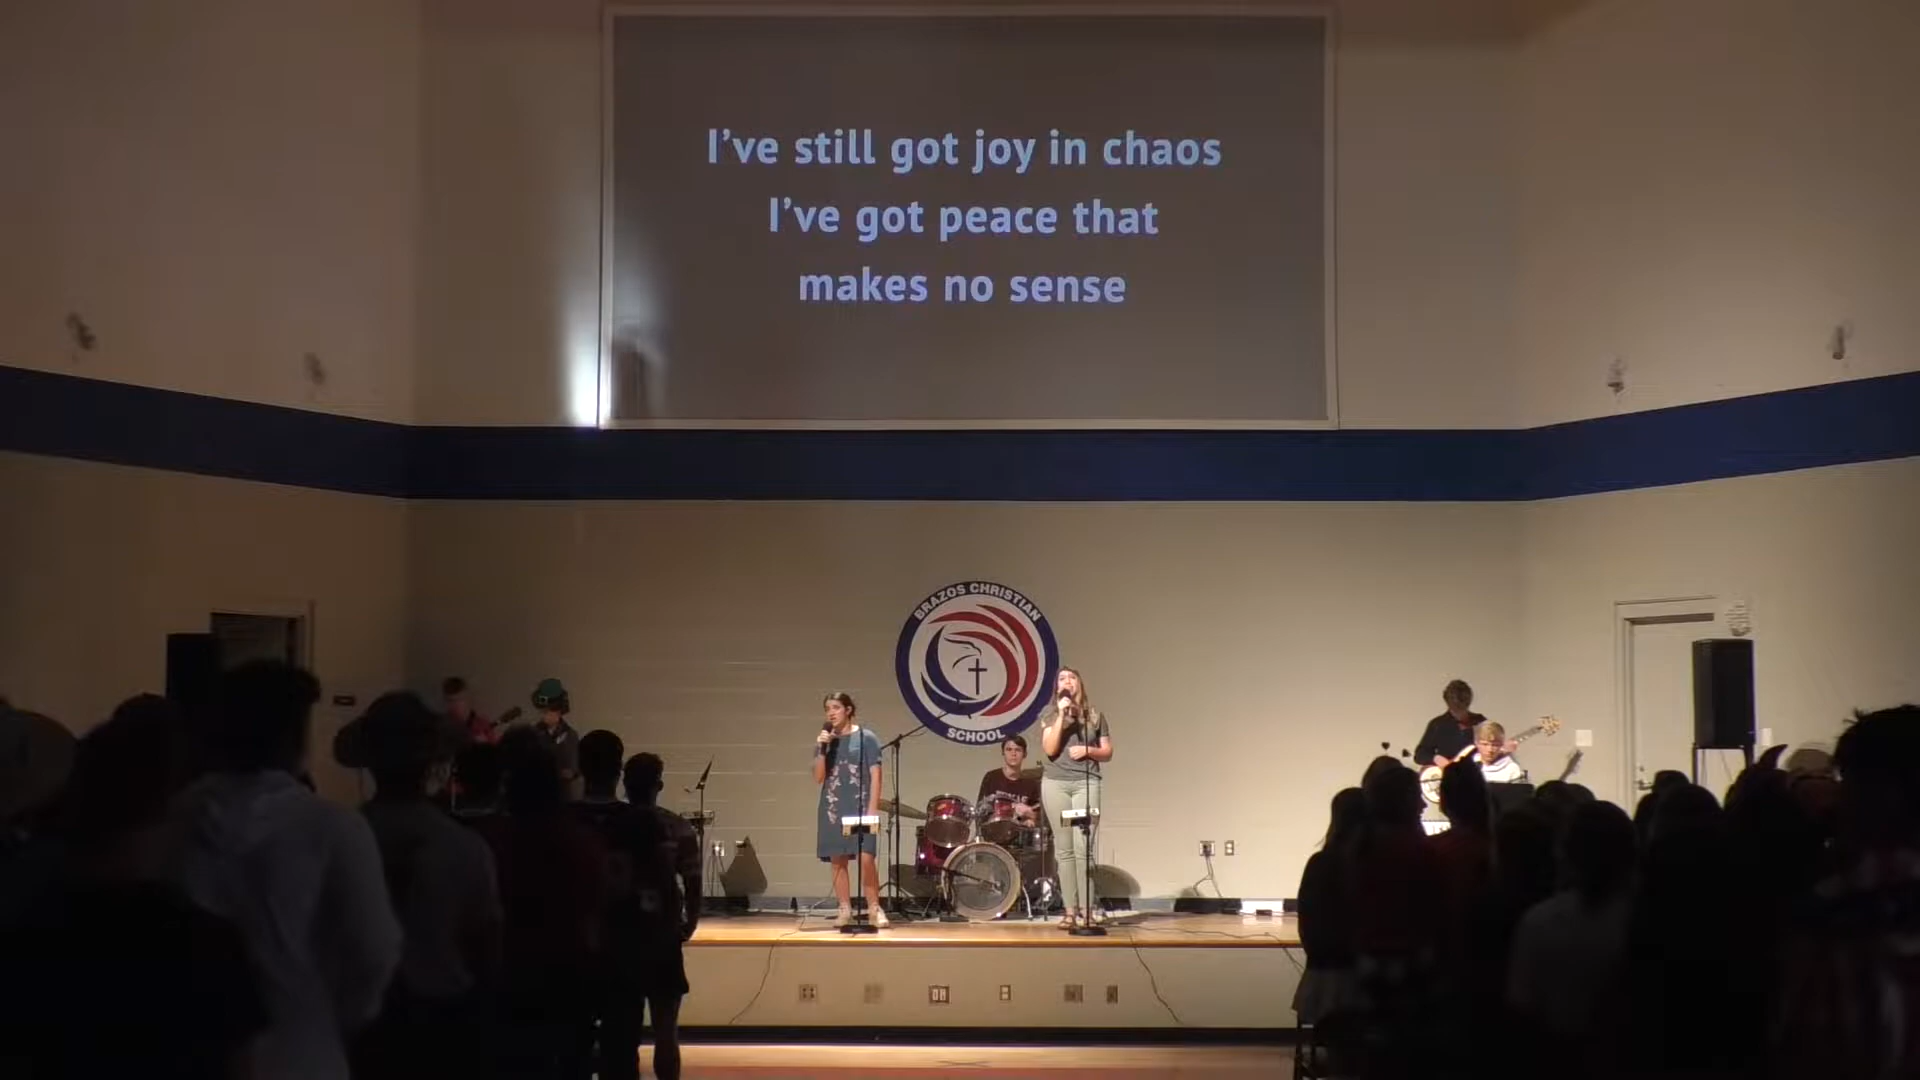 I've still got joy in chaos
I've got peace that
makes no sense
BRAZOS CHRISTIAN
SCHOOL